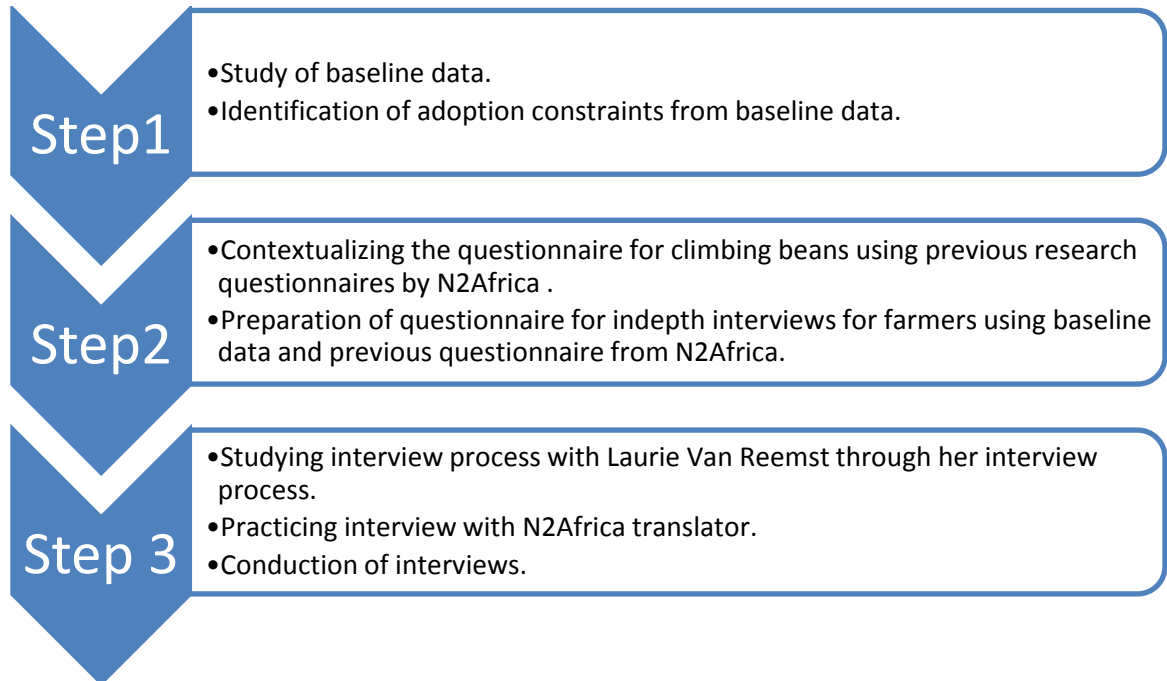 Step1
•Study of baseline data.
•Identification of adoption constraints from baseline data.
Step2
•Contextualizing the questionnaire for climbing beans using previous research
questionnaires by N2Africa .
•Preparation of questionnaire for indepth interviews for farmers using baseline
data and previous questionnaire from N2Africa.
Step 3
•Studying interview process with Laurie Van Reemst through her interview
process.
•Practicing interview with N2Africa translator.
•Conduction of interviews.